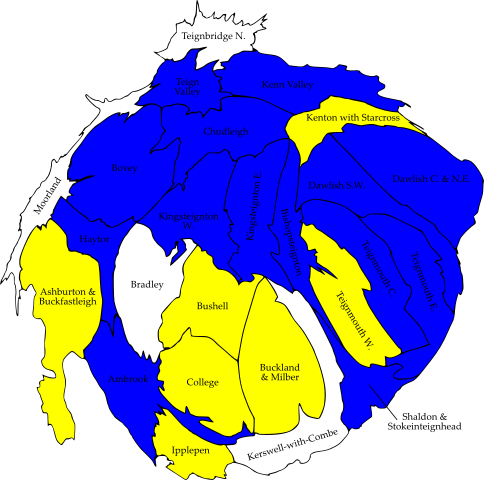 Teignbridge N.
Teign
Valley
Kenn Valley
Kenton with Starcross
Chudleigh
Bovey
Moorland
Dawlish S.W.
Dawlish C. & N.E.
Kingsteignton E.
Bishopsteignton
Kingsteignton
W.
Haytor
Teignmouth C.
Teignmouth E.
Teignmouth W.
Bradley
Ashburton &
Buckfastleigh
Bushell
Buckland
& Milber
College
Ambrook
Shaldon &
Stokeinteignhead
Ipplepen
Kerswell-with-Combe